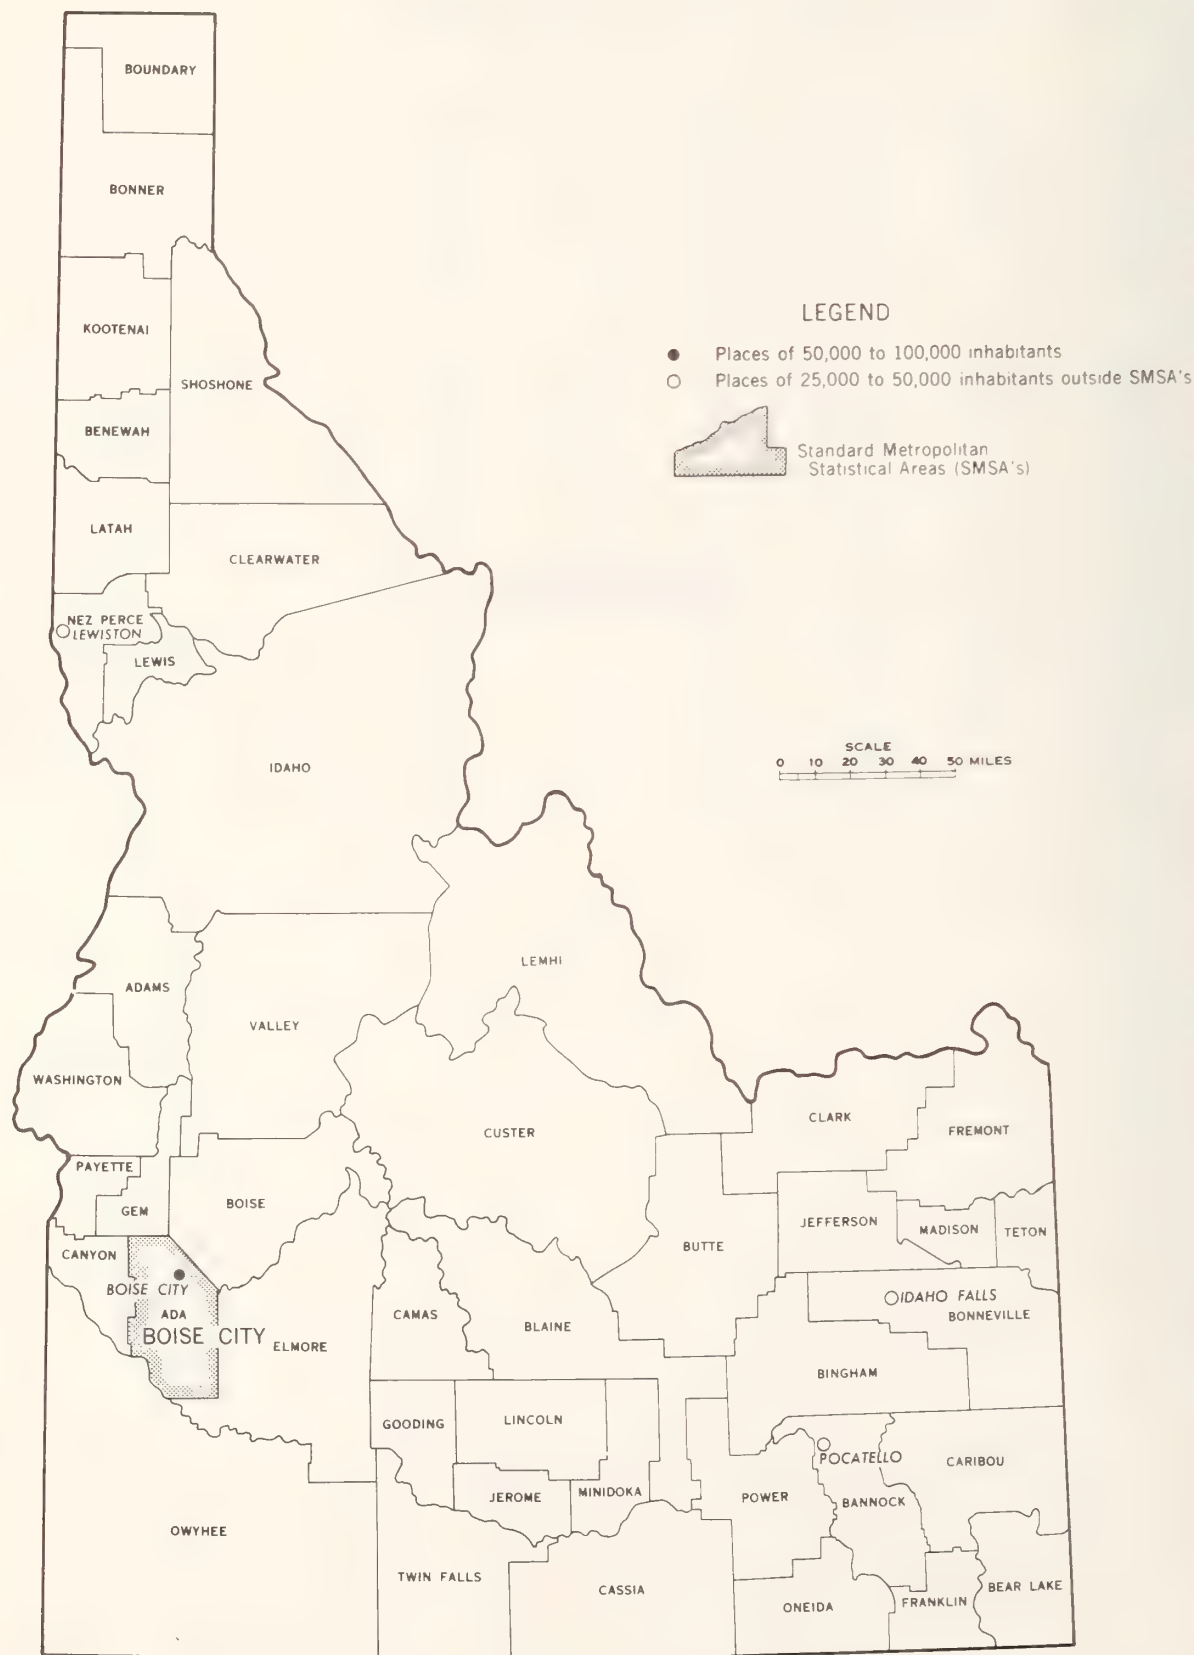 BOUNDARY
BONNER
LEGEND
Places of 50,000 to 100,000 inhabitants
Places of 25,000 to 50,000 inhabitants outside SMSA's
Standard Metropolitan
Statistical Areas (SMSA's)
KOOTENAI
SHOSHONE
BENEWAH
LATAH
CLEARWATER
NEZ PERCE
LEWISTON
LEWIS
SCALE
0 10 20 30 40 50 MILES
IDAHO
LEMHI
ADAMS
VALLEY
WASHINGTON
CUSTER
CLARK
FREMONT
PAYETTE
BOISE
GEM
JEFFERSON
MADISON
TETON
CANYON
BUTTE
BOISE CITY
ADA
BOISE CITY
ELMORE
CAMAS
BLAINE
IDAHO FALLS
BONNEVILLE
BINGHAM
GOODING
LINCOLN
POCATELLO
CARIBOU
JEROME
MINIDOKA
POWER
BANNOCK
OWYHEE
TWIN FALLS
CASSIA
ONEIDA
FRANKLIN
BEAR LAKE